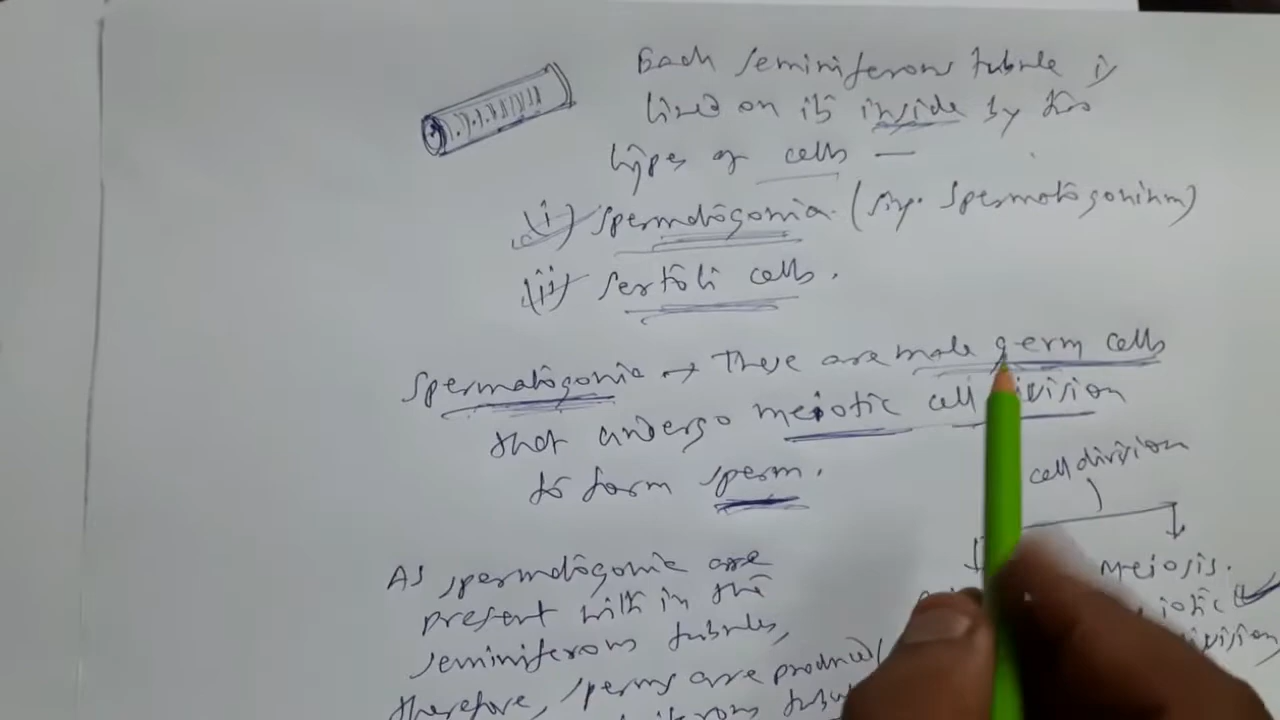 Each seminiferous tubule is
lined on its inside by two
types of cells —
(i) Spermatogonia. (sing. Spermatogonium)
(ii) Sertoli cells.
Spermatogonia → These are male germ cells
that undergo meiotic cell division
to form sperm.
cell division
meiosis.
As spermatogonia are
present with in the
seminiferous tubules,
therefore, sperms are produced